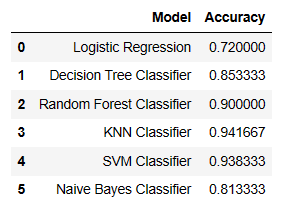 Model Accuracy
0 Logistic Regression 0.720000
1 Decision Tree Classifier 0.853333
2 Random Forest Classifier 0.900000
3 KNN Classifier 0.941667
4 SVM Classifier 0.938333
5 Naive Bayes Classifier 0.813333